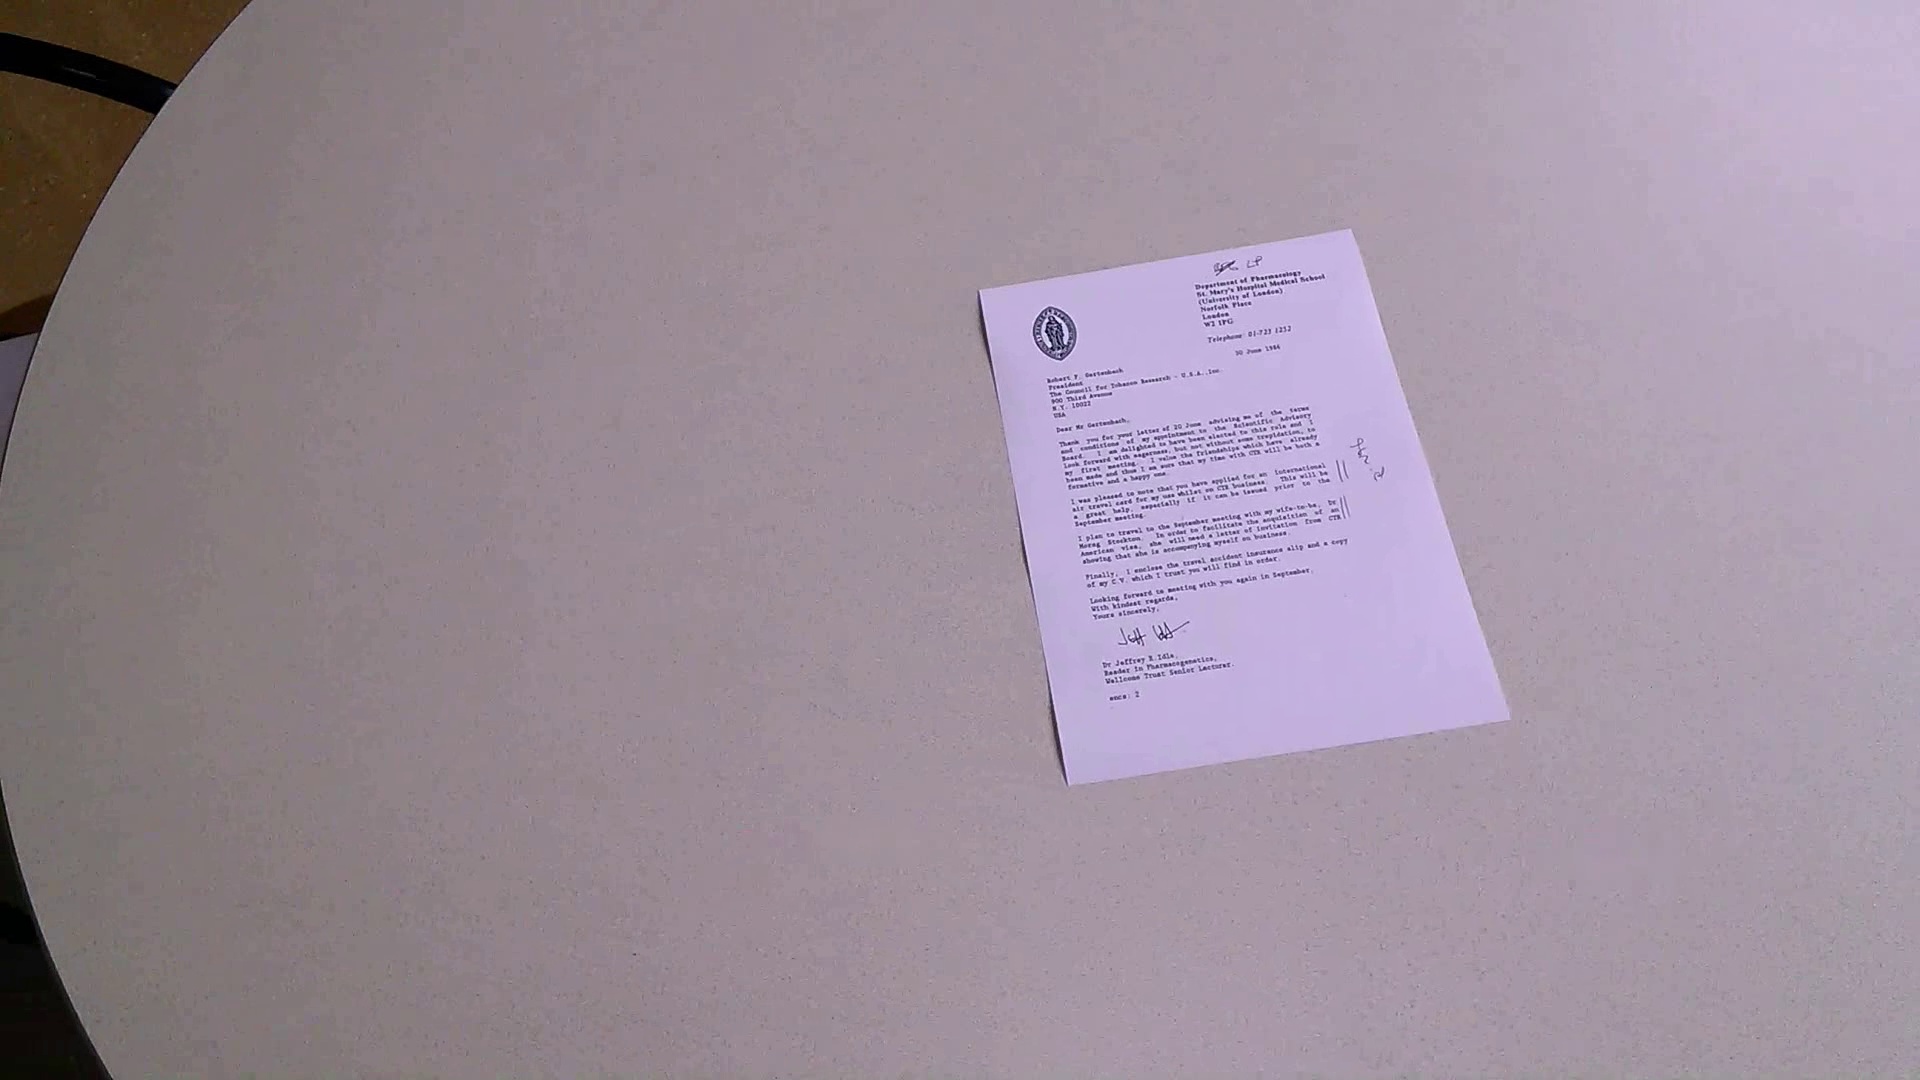 LP
Department of Pharmacology
St. Mary's Hospital Medical School
(University of London)
Norfolk Place
London
W2 1PG
Telephone: 01-723 1252
30 June 1986
Robert F. Gertenbach
President
The Council for Tobacco Research - U.S.A.,Inc.
900 Third Avenue
N.Y. 10022
USA
Dear Mr Gertenbach,
Thank you for your letter of 20 June advising me of the terms
and conditions of my appointment to the Scientific Advisory
Board. I am delighted to have been elected to this role and I
look forward with eagerness, but not without some trepidation, to
my first meeting. I value the friendships which have already
been made and thus I am sure that my time with CTR will be both a
formative and a happy one.
I was pleased to note that you have applied for an international
air travel card for my use whilst on CTR business. This will be
a great help, especially if it can be issued prior to the
September meeting.
I plan to travel to the September meeting with my wife-to-be, Dr
Morag Stockton. In order to facilitate the acquisition of an
American visa, she will need a letter of invitation from CTR
showing that she is accompanying myself on business.
Finally, I enclose the travel accident insurance slip and a copy
of my C.V. which I trust you will find in order.
Looking forward to meeting with you again in September.
With kindest regards,
Yours sincerely,
Dr Jeffrey R.Idle,
Reader in Pharmacogenetics,
Wellcome Trust Senior Lecturer.
encs: 2